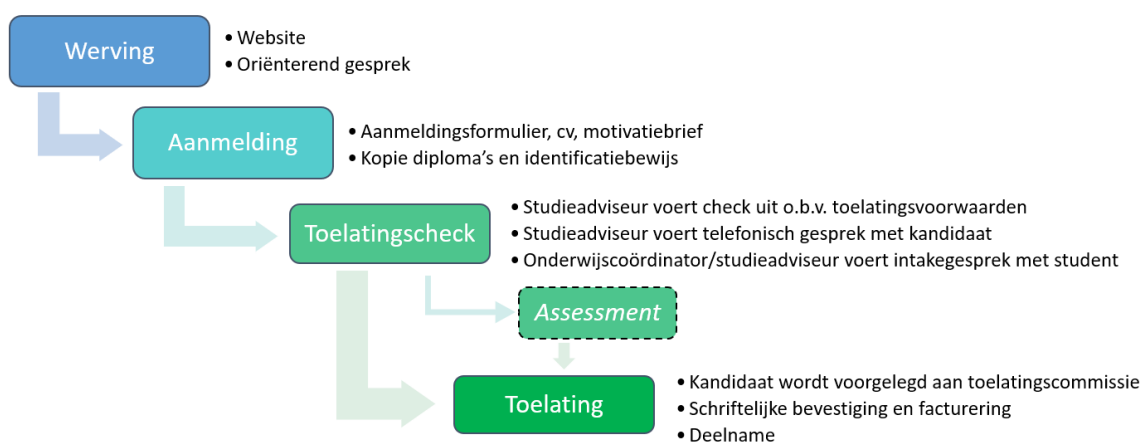 Werving
• Website
• Oriënterend gesprek
Aanmelding
• Aanmeldingsformulier, cv, motivatiebrief
• Kopie diploma's en identificatiebewijs
Toelatingscheck
• Studieadviseur voert check uit o.b.v. toelatingsvoorwaarden
• Studieadviseur voert telefonisch gesprek met kandidaat
• Onderwijscoördinator/studieadviseur voert intakegesprek met student
Assessment
Toelating
• Kandidaat wordt voorgelegd aan toelatingscommissie
• Schriftelijke bevestiging en facturering
• Deelname